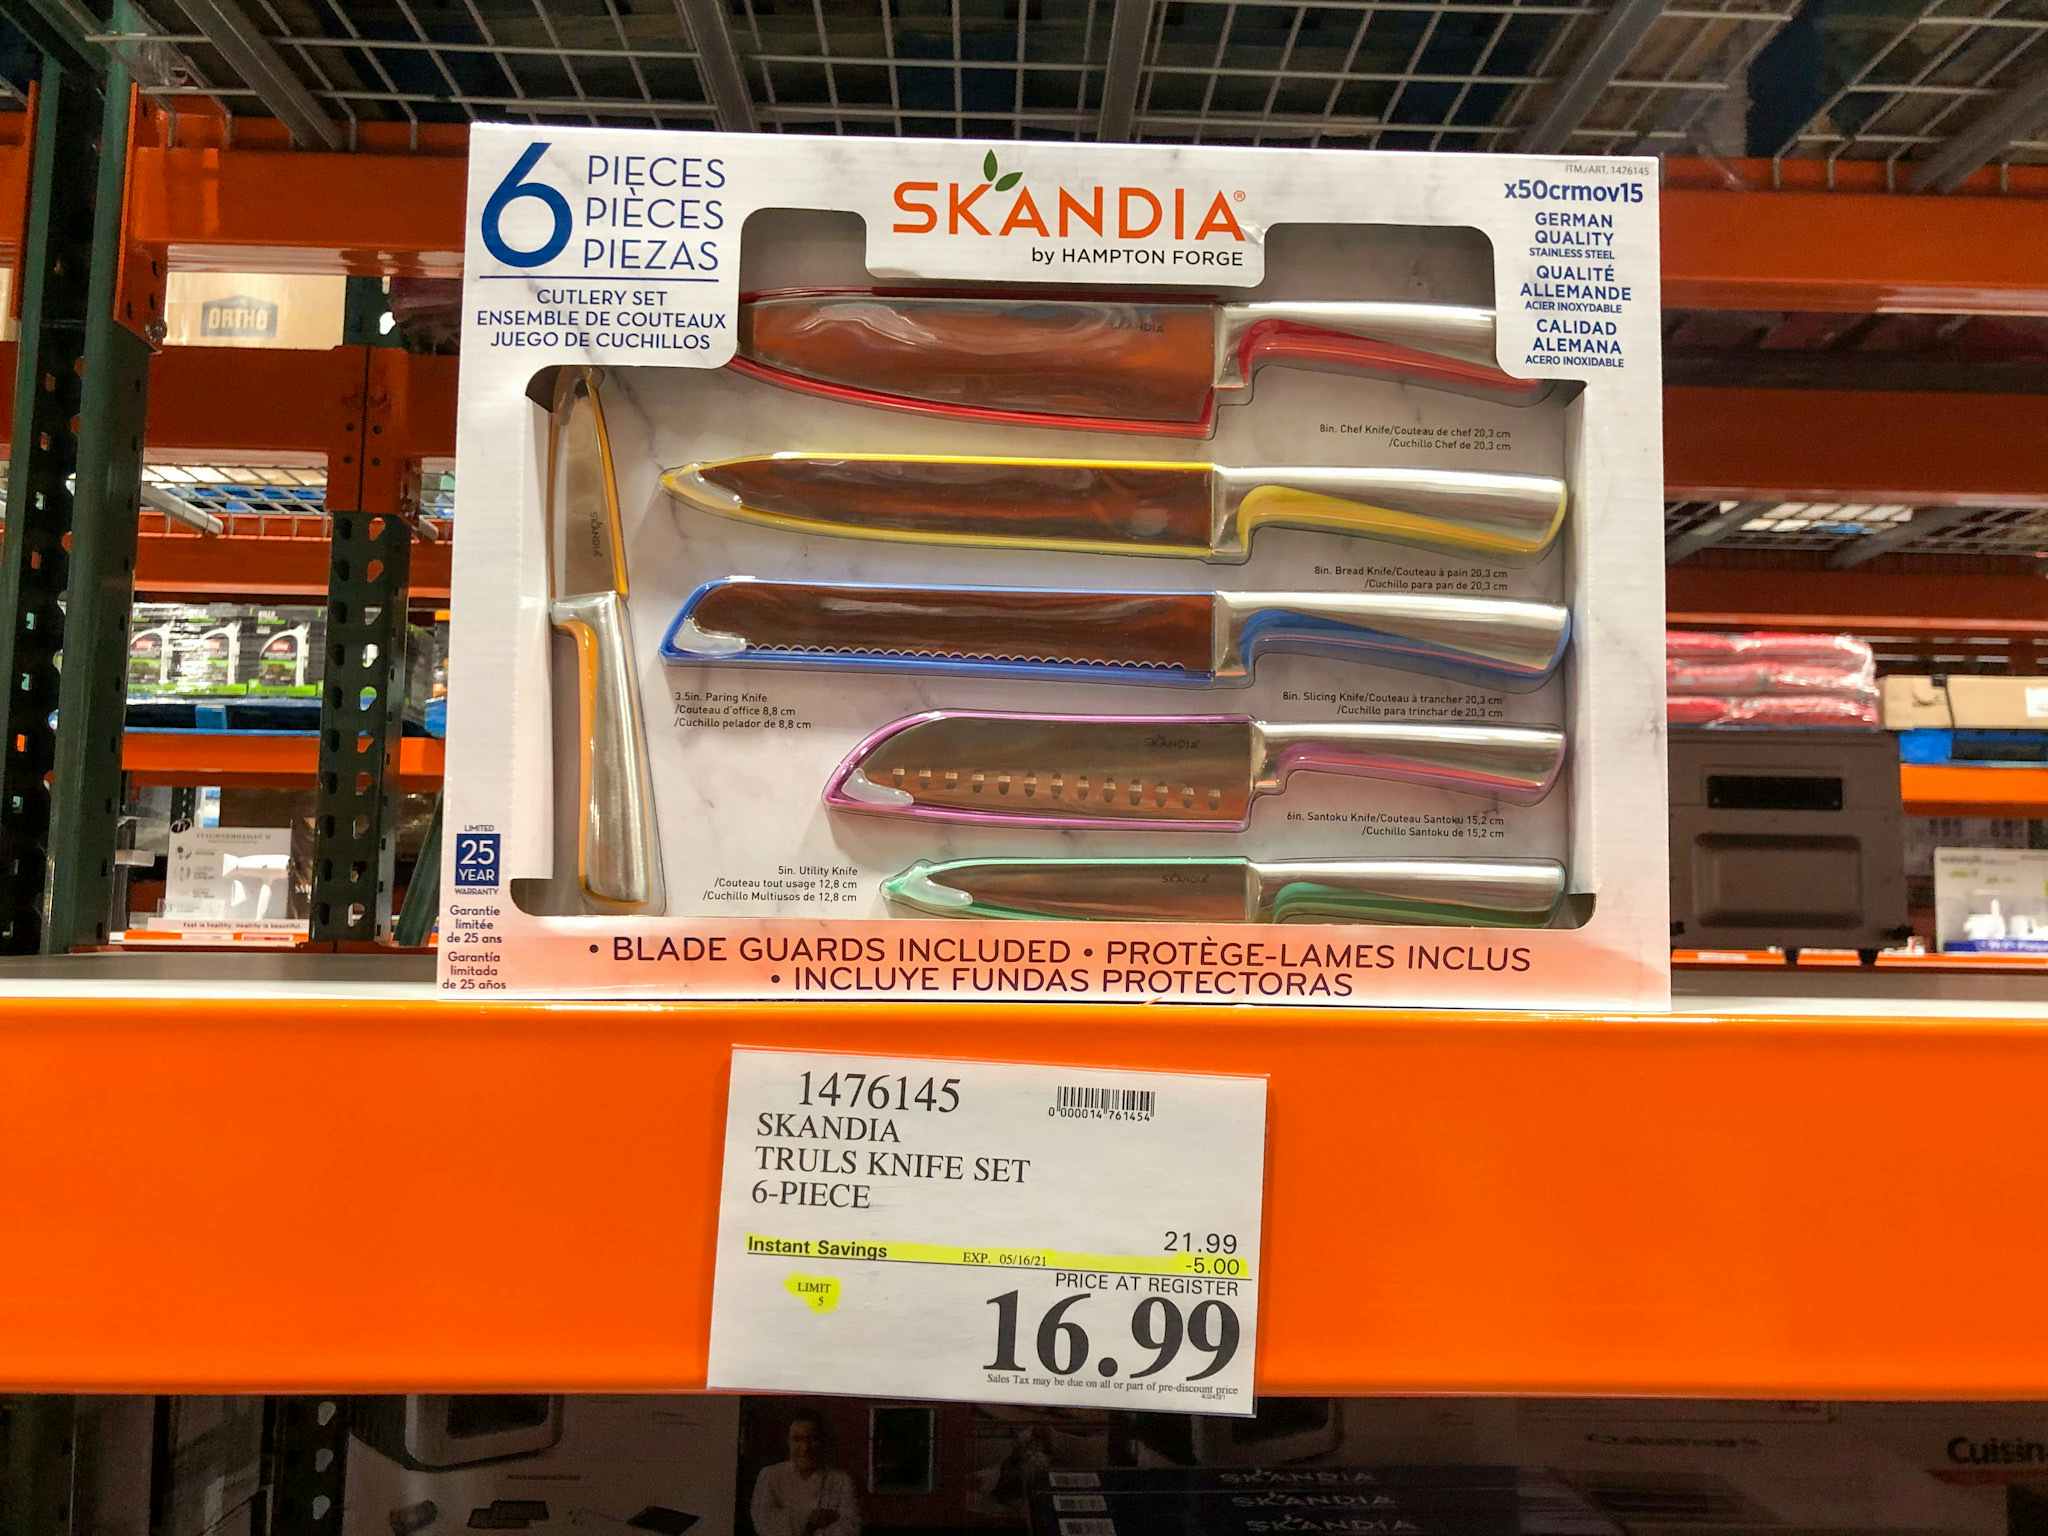 6
PIECES
PIÈCES
PIEZAS
CUTLERY SET
ENSEMBLE DE COUTEAUX
JUEGO DE CUCHILLOS
SKANDIA®
by HAMPTON FORGE
ITM./ART. 1476145
x50crmov15
GERMAN
QUALITY
STAINLESS STEEL
QUALITÉ
ALLEMANDE
ACIER INOXYDABLE
CALIDAD
ALEMANA
ACERO INOXIDABLE
ORTHO
SKANDIA
8in. Chef Knife/Couteau de chef 20,3 cm
/Cuchillo Chef de 20,3 cm
SKANDIA
8in. Bread Knife/Couteau à pain 20,3 cm
/Cuchillo para pan de 20,3 cm
3.5in. Paring Knife
/Couteau d'office 8,8 cm
/Cuchillo pelador de 8,8 cm
8in. Slicing Knife/Couteau à trancher 20,3 cm
/Cuchillo para trinchar de 20,3 cm
SKANDIA
6in. Santoku Knife/Couteau Santoku 15,2 cm
/Cuchillo Santoku de 15,2 cm
5in. Utility Knife
/Couteau tout usage 12,8 cm
/Cuchillo Multiusos de 12,8 cm
SKANDIA
LIMITED
25
YEAR
WARRANTY
Garantie
limitée
de 25 ans
Garantía
limitada
de 25 años
• BLADE GUARDS INCLUDED • PROTÈGE-LAMES INCLUS
• INCLUYE FUNDAS PROTECTORAS
1476145
0 000014 761454
SKANDIA
TRULS KNIFE SET
6-PIECE
21.99
Instant Savings EXP. 05/16/21 -5.00
LIMIT
5
PRICE AT REGISTER
16.99
Sales Tax may be due on all or part of pre-discount price
Cuisin
SKANDIA
SKANDIA
SKANDIA